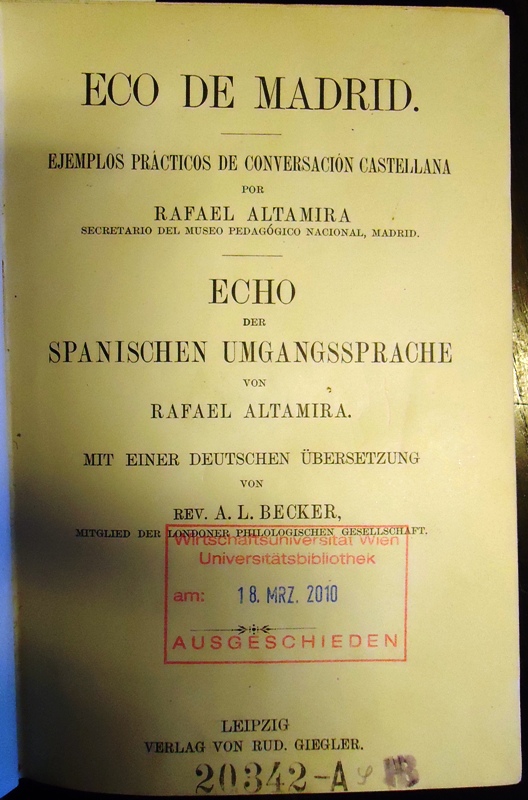 ECO DE MADRID.
EJEMPLOS PRÁCTICOS DE CONVERSACIÓN CASTELLANA
POR
RAFAEL ALTAMIRA
SECRETARIO DEL MUSEO PEDAGÓGICO NACIONAL, MADRID.
ECHO
DER
SPANISCHEN UMGANGSSPRACHE
VON
RAFAEL ALTAMIRA.
MIT EINER DEUTSCHEN ÜBERSETZUNG
VON
REV. A. L. BECKER,
MITGLIED DER LONDONER PHILOLOGISCHEN GESELLSCHAFT.
Wirtschaftsuniversität Wien
Universitätsbibliothek
am: 18. MRZ. 2010
AUSGESCHIEDEN
LEIPZIG
VERLAG VON RUD. GIEGLER.
20342-A